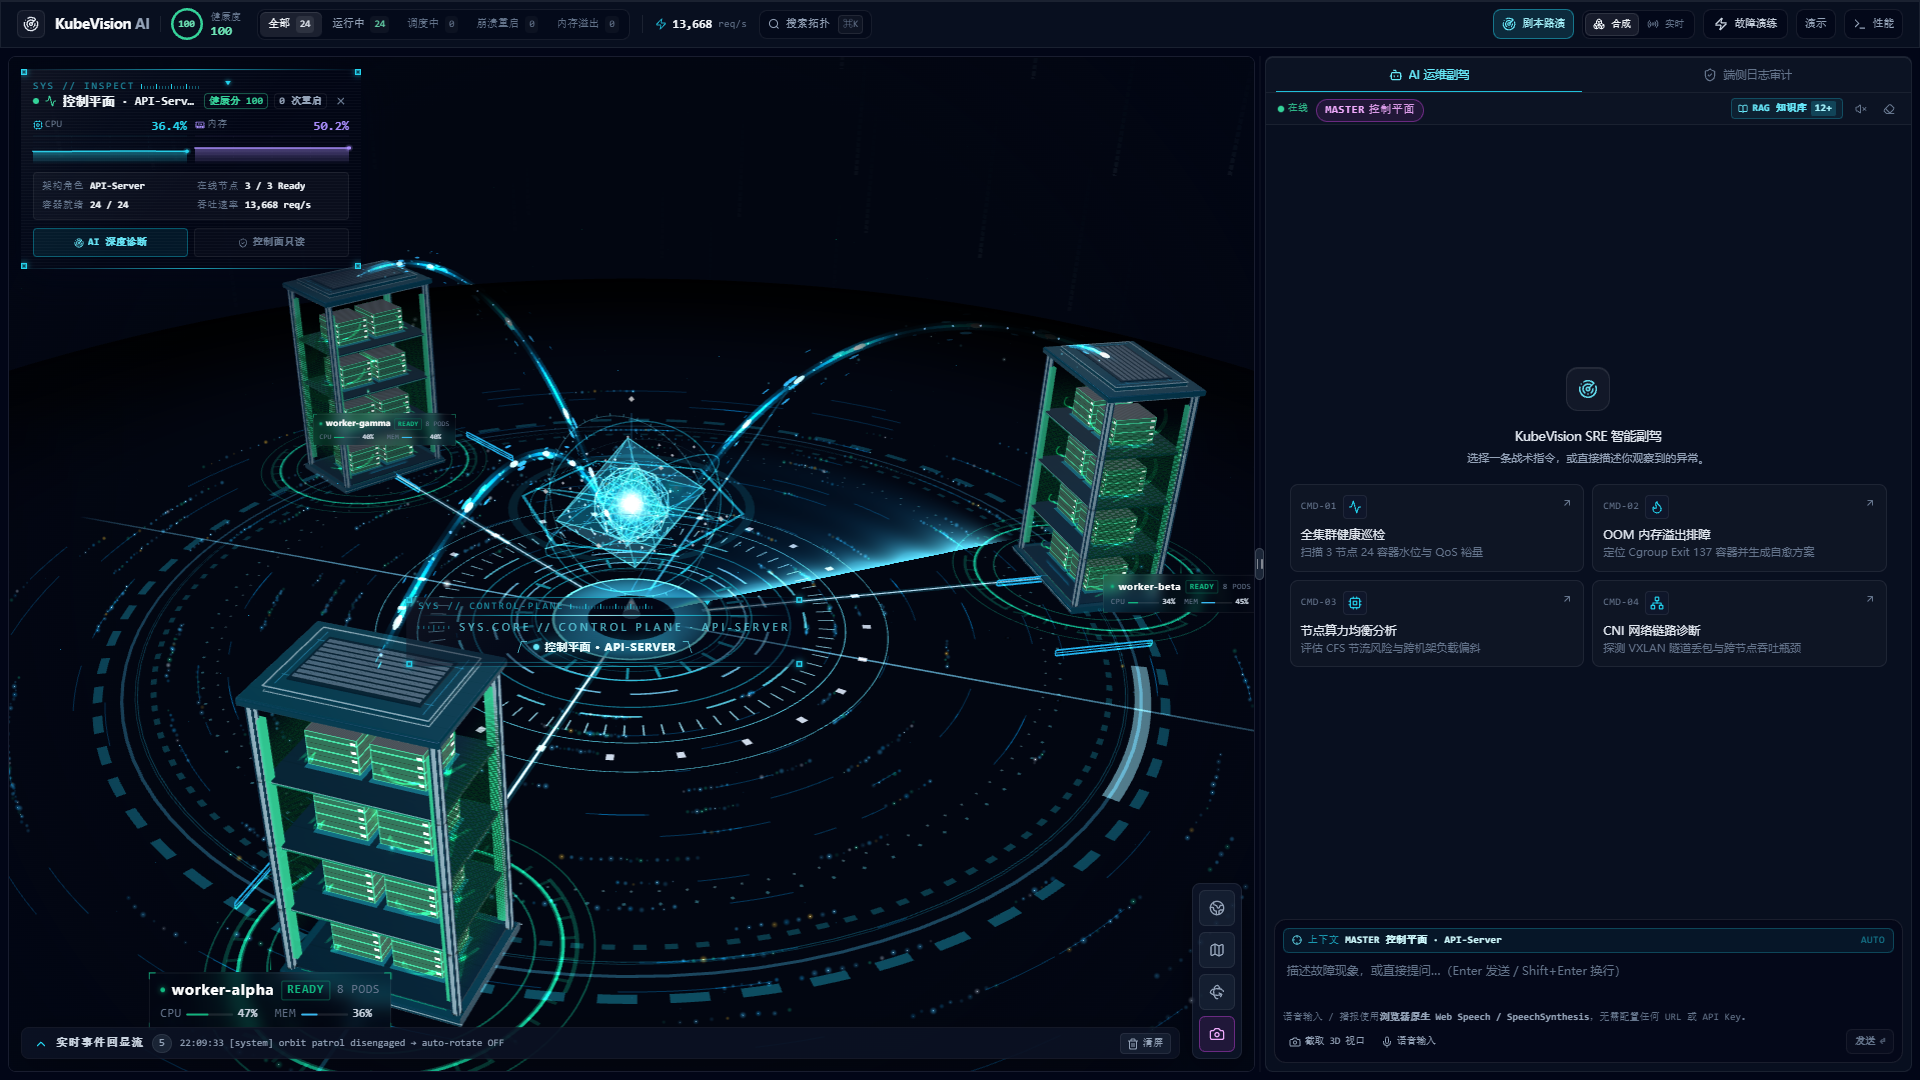 KubeVision AI
100
健康度
100
全部 24
运行中 24
调度中 0
崩溃重启 0
内存溢出 0
13,668 req/s
搜索拓扑 ⌘K
剧本路演
合成
实时
故障演练
演示
性能
SYS // INSPECT
控制平面 · API-Serv…
健康分 100
0 次重启
CPU 36.4%
内存 50.2%
架构角色 API-Server
在线节点 3 / 3 Ready
容器就绪 24 / 24
吞吐速率 13,668 req/s
AI 深度诊断
控制面只读
worker-gamma READY 8 PODS
CPU 40% MEM 40%
worker-beta READY 8 PODS
CPU 34% MEM 45%
SYS // CONTROL-PLANE
SYS.CORE // CONTROL PLANE - API-SERVER
控制平面 • API-SERVER
worker-alpha READY 8 PODS
CPU 47% MEM 36%
实时事件回显流 5 22:09:33 [system] orbit patrol disengaged → auto-rotate OFF
清屏
AI 运维副驾
端侧日志审计
在线
MASTER 控制平面
RAG 知识库 12+
KubeVision SRE 智能副驾
选择一条战术指令，或直接描述你观察到的异常。
CMD-01
全集群健康巡检
扫描 3 节点 24 容器水位与 QoS 裕量
CMD-02
OOM 内存溢出排障
定位 Cgroup Exit 137 容器并生成自愈方案
CMD-03
节点算力均衡分析
评估 CFS 节流风险与跨机架负载偏斜
CMD-04
CNI 网络链路诊断
探测 VXLAN 隧道丢包与跨节点吞吐瓶颈
上下文 MASTER 控制平面 · API-Server AUTO
描述故障现象，或直接提问…（Enter 发送 / Shift+Enter 换行）
语音输入 / 播报使用浏览器原生 Web Speech / SpeechSynthesis，无需配置任何 URL 或 API Key。
截取 3D 视口
语音输入
发送